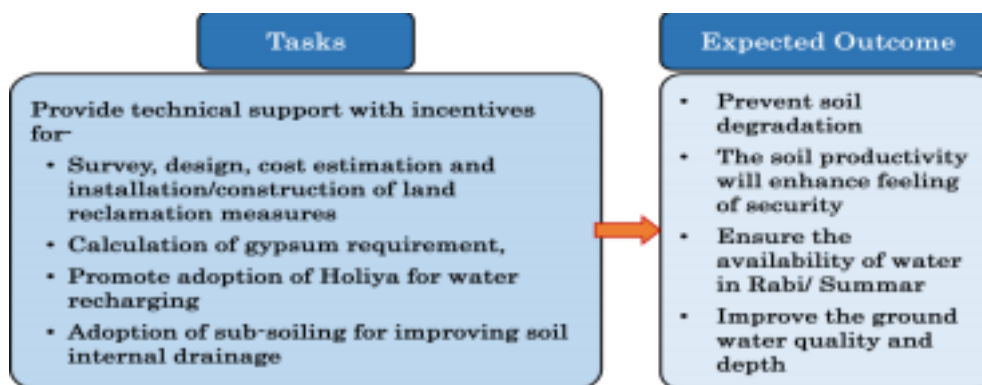 Tasks
Provide technical support with incentives
for-
• Survey, design, cost estimation and
installation/construction of land
reclamation measures
• Calculation of gypsum requirement,
• Promote adoption of Holiya for water
recharging
• Adoption of sub-soiling for improving soil
internal drainage
Expected Outcome
• Prevent soil
degradation
• The soil productivity
will enhance feeling
of security
• Ensure the
availability of water
in Rabi/ Summar
• Improve the ground
water quality and
depth